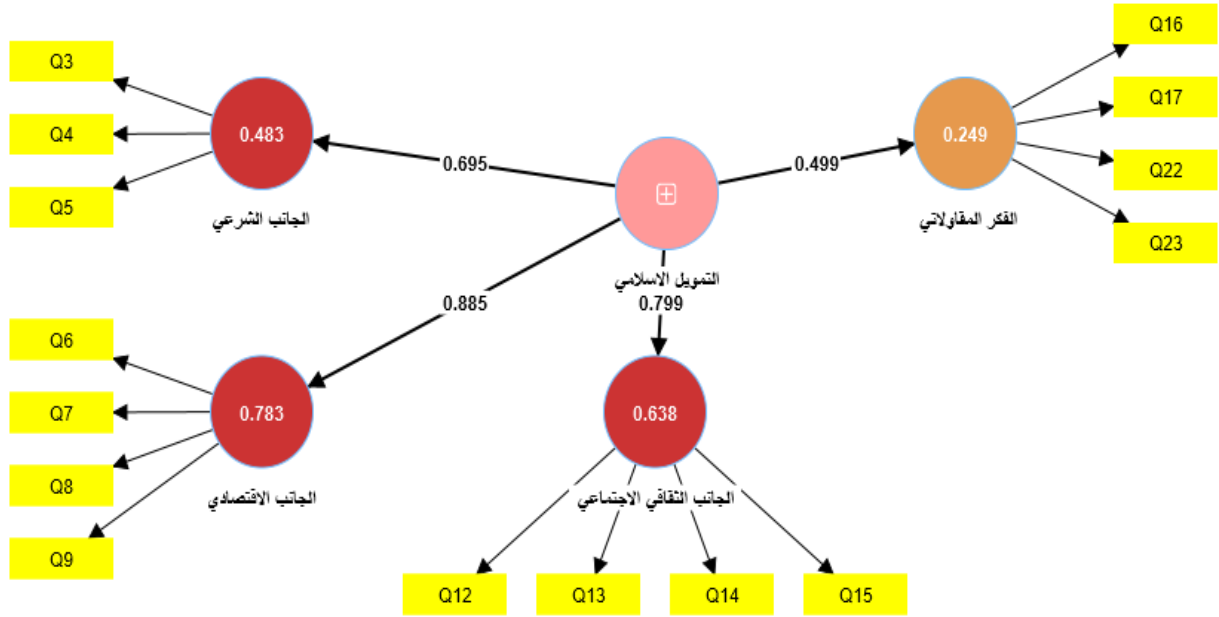 Q3
Q4
Q5
0.483
الجانب الشرعي
0.695
التمويل الاسلامي
0.499
0.249
الفكر المقاولاتي
Q16
Q17
Q22
Q23
0.885
0.799
Q6
Q7
Q8
Q9
0.783
الجانب الاقتصادي
0.638
الجانب الثقافي الاجتماعي
Q12
Q13
Q14
Q15